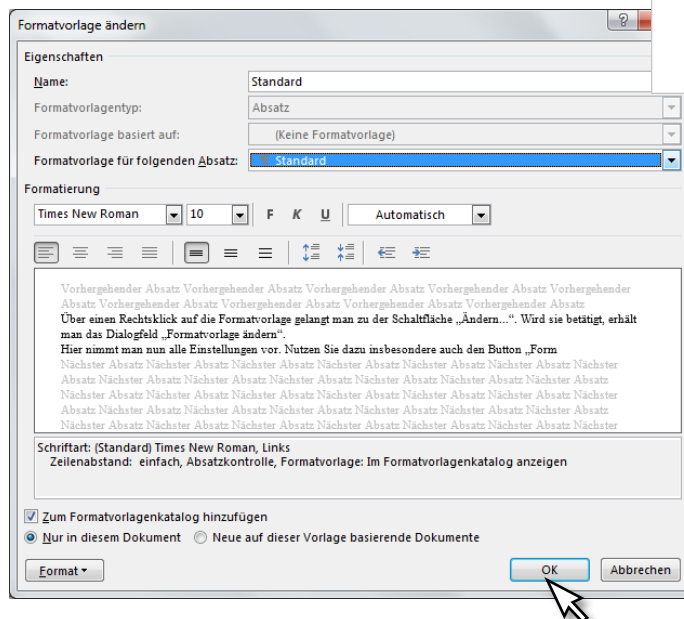 Formatvorlage ändern
Eigenschaften
Name: Standard
Formatvorlagentyp: Absatz
Formatvorlage basiert auf: (Keine Formatvorlage)
Formatvorlage für folgenden Absatz: ¶ Standard
Formatierung
Times New Roman 10 F K U Automatisch
Vorhergehender Absatz Vorhergehender Absatz Vorhergehender Absatz Vorhergehender Absatz Vorhergehender
Absatz Vorhergehender Absatz Vorhergehender Absatz Vorhergehender Absatz Vorhergehender Absatz
Über einen Rechtsklick auf die Formatvorlage gelangt man zu der Schaltfläche „Ändern...“. Wird sie betätigt, erhält
man das Dialogfeld „Formatvorlage ändern“.
Hier nimmt man nun alle Einstellungen vor. Nutzen Sie dazu insbesondere auch den Button „Form
Nächster Absatz Nächster Absatz Nächster Absatz Nächster Absatz Nächster Absatz Nächster Absatz Nächster
Absatz Nächster Absatz Nächster Absatz Nächster Absatz Nächster Absatz Nächster Absatz Nächster Absatz
Nächster Absatz Nächster Absatz Nächster Absatz Nächster Absatz Nächster Absatz Nächster Absatz Nächster
Absatz Nächster Absatz Nächster Absatz Nächster Absatz Nächster Absatz Nächster Absatz Nächster Absatz
Nächster Absatz Nächster Absatz Nächster Absatz Nächster Absatz Nächster Absatz Nächster Absatz Nächster
Schriftart: (Standard) Times New Roman, Links
Zeilenabstand: einfach, Absatzkontrolle, Formatvorlage: Im Formatvorlagenkatalog anzeigen
Zum Formatvorlagenkatalog hinzufügen
Nur in diesem Dokument Neue auf dieser Vorlage basierende Dokumente
Format OK Abbrechen